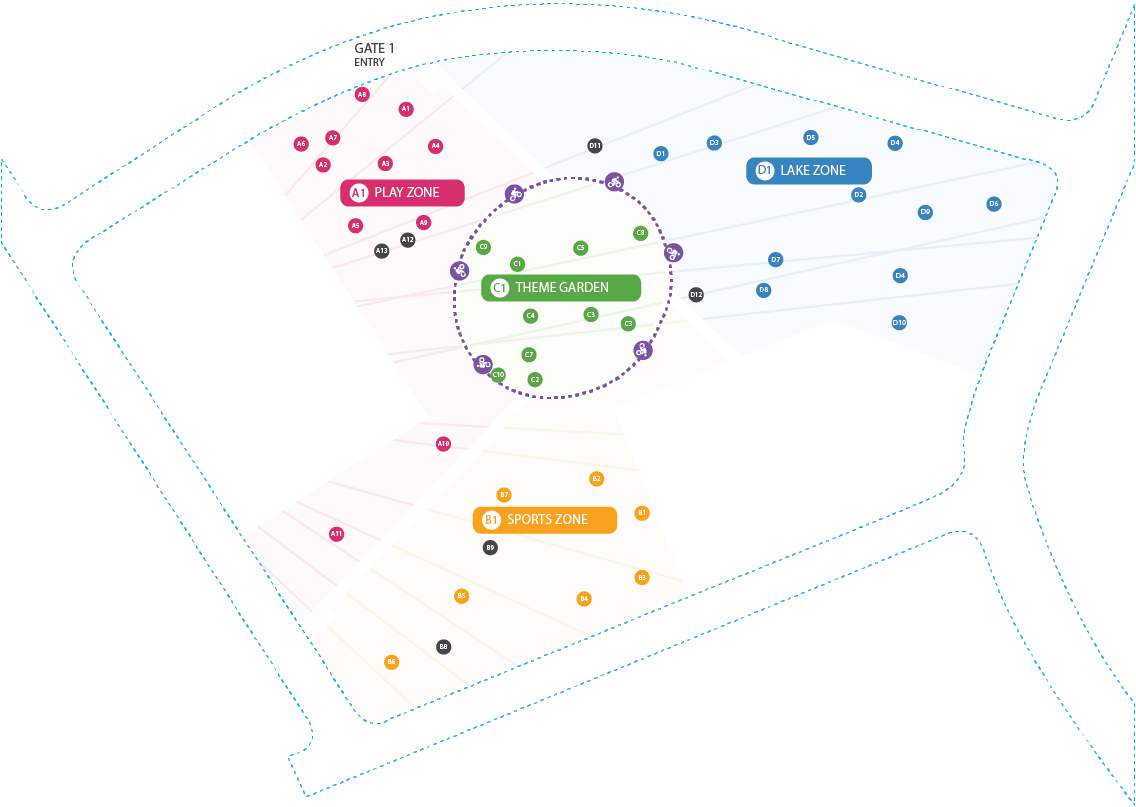 GATE 1
ENTRY
A8
A1
A7
A6
A4
A2
A3
A1 PLAY ZONE
A5
A9
A12
A13
D11
D1
D3
D5
D4
D1 LAKE ZONE
D2
D9
D6
D7
D4
D8
D12
D10
C8
C9
C5
C1
C1 THEME GARDEN
C4
C3
C3
C7
C10
C2
A10
A11
B2
B7
B1
B1 SPORTS ZONE
B9
B3
B5
B4
B8
B6